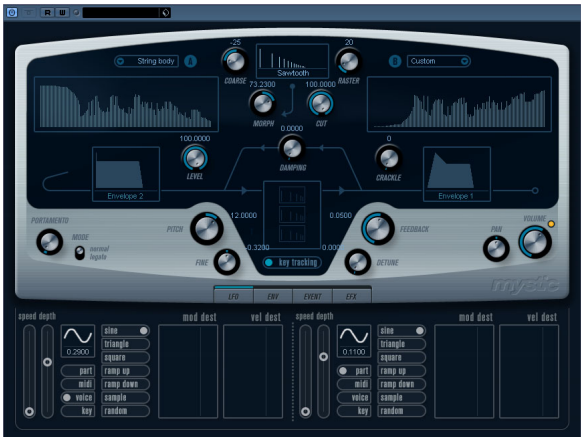 R W
-25 20
String body Custom
COARSE Sawtooth RASTER
73.2300 100.0000
MORPH CUT
0.0000
100.0000 0
DAMPING
LEVEL CRACKLE
Envelope 2 Envelope 1
PORTAMENTO VOLUME
PITCH 12.0000 0.0500 FEEDBACK PAN
MODE
normal
legato
-0.3200 0.000
FINE key tracking DETUNE
mystic
LFO ENV EVENT EFX
speed depth mod dest vel dest speed depth mod dest vel dest
sine sine
triangle triangle
0.2900 square 0.1100 square
part ramp up part ramp up
midi ramp down midi ramp down
voice sample voice sample
key random key random